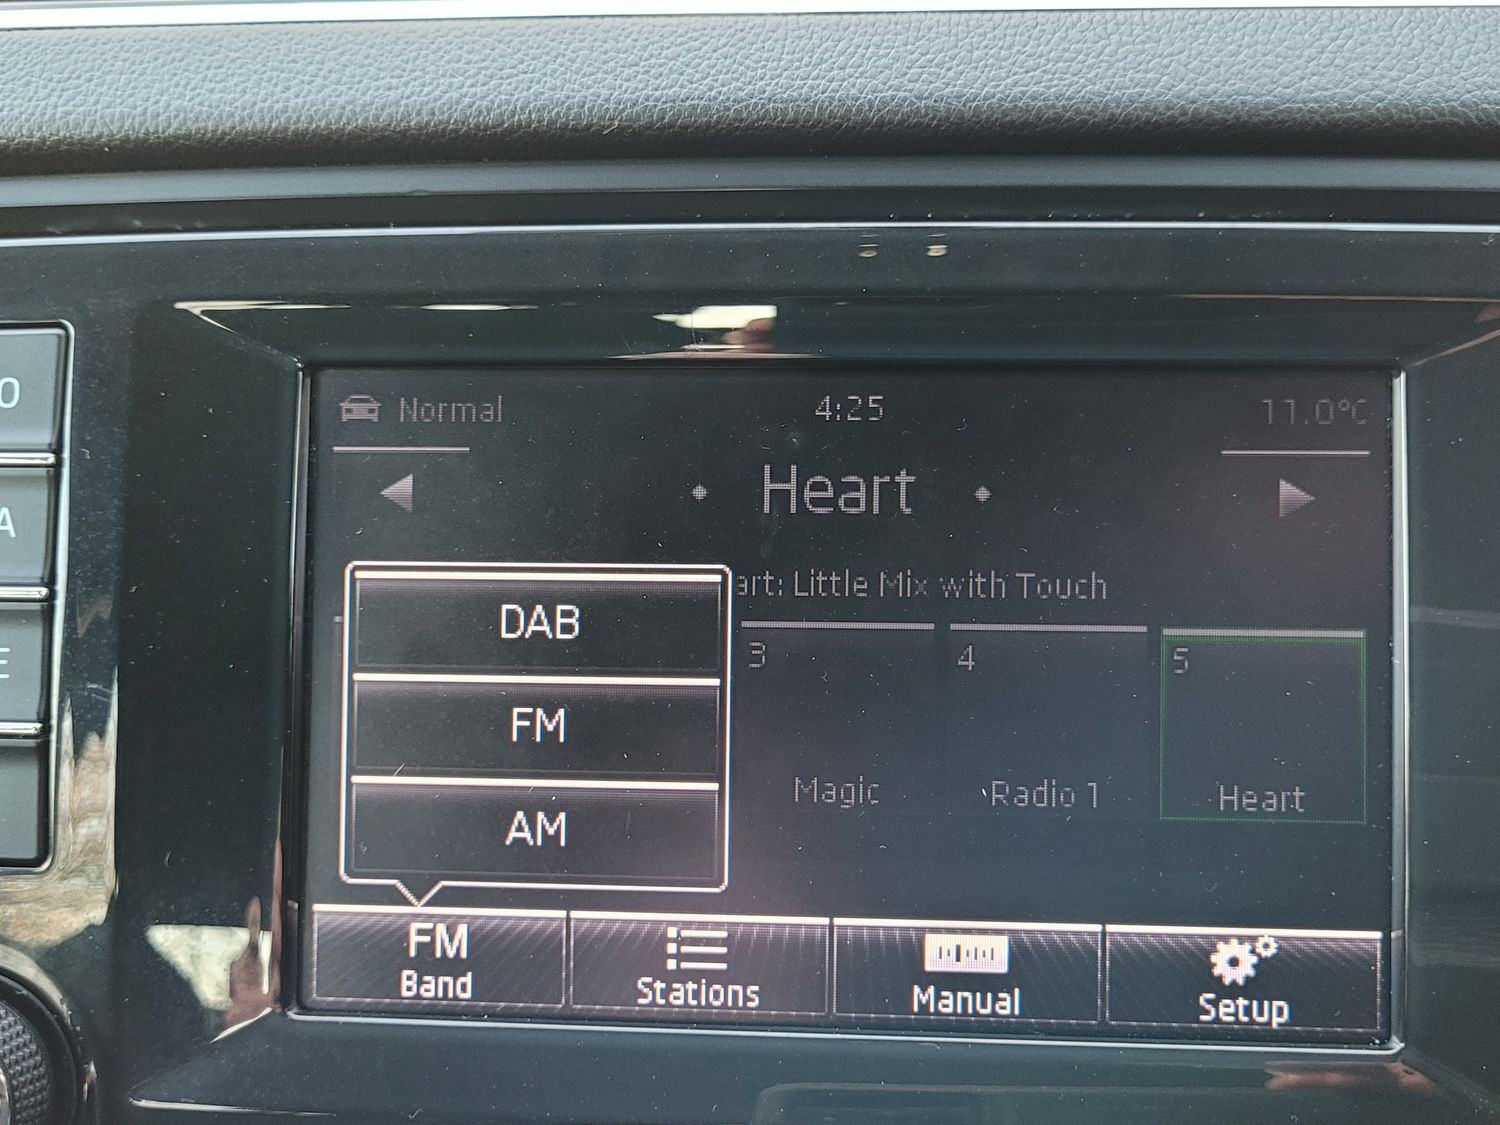 Normal 4:25 11.0°C
Heart
art: Little Mix with Touch
DAB
FM
AM
3
Magic
4
Radio 1
5
Heart
FM
Band
Stations
Manual
Setup
O
A
E